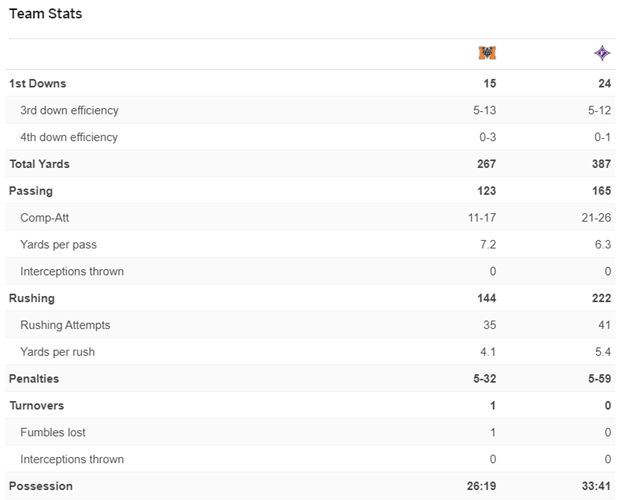 Team Stats
1st Downs 15 24
3rd down efficiency 5-13 5-12
4th down efficiency 0-3 0-1
Total Yards 267 387
Passing 123 165
Comp-Att 11-17 21-26
Yards per pass 7.2 6.3
Interceptions thrown 0 0
Rushing 144 222
Rushing Attempts 35 41
Yards per rush 4.1 5.4
Penalties 5-32 5-59
Turnovers 1 0
Fumbles lost 1 0
Interceptions thrown 0 0
Possession 26:19 33:41